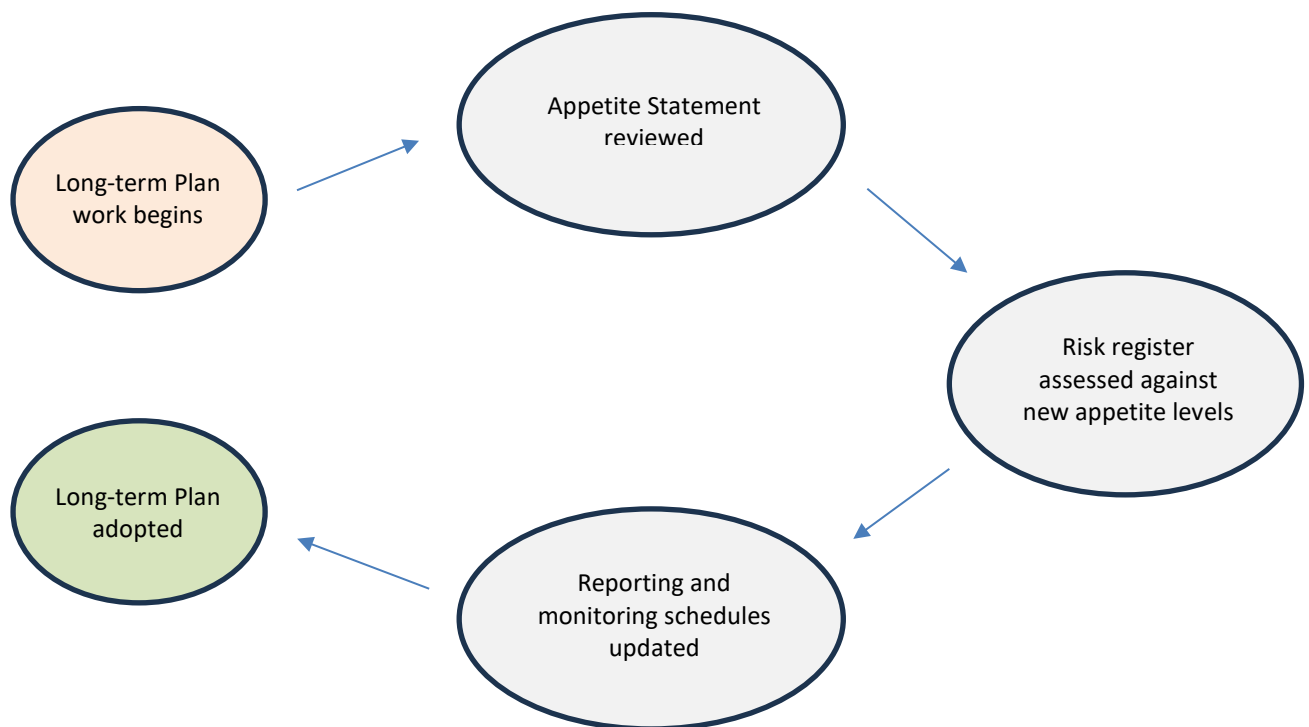 Long-term Plan
work begins
Appetite Statement
reviewed
Risk register
assessed against
new appetite levels
Reporting and
monitoring schedules
updated
Long-term Plan
adopted